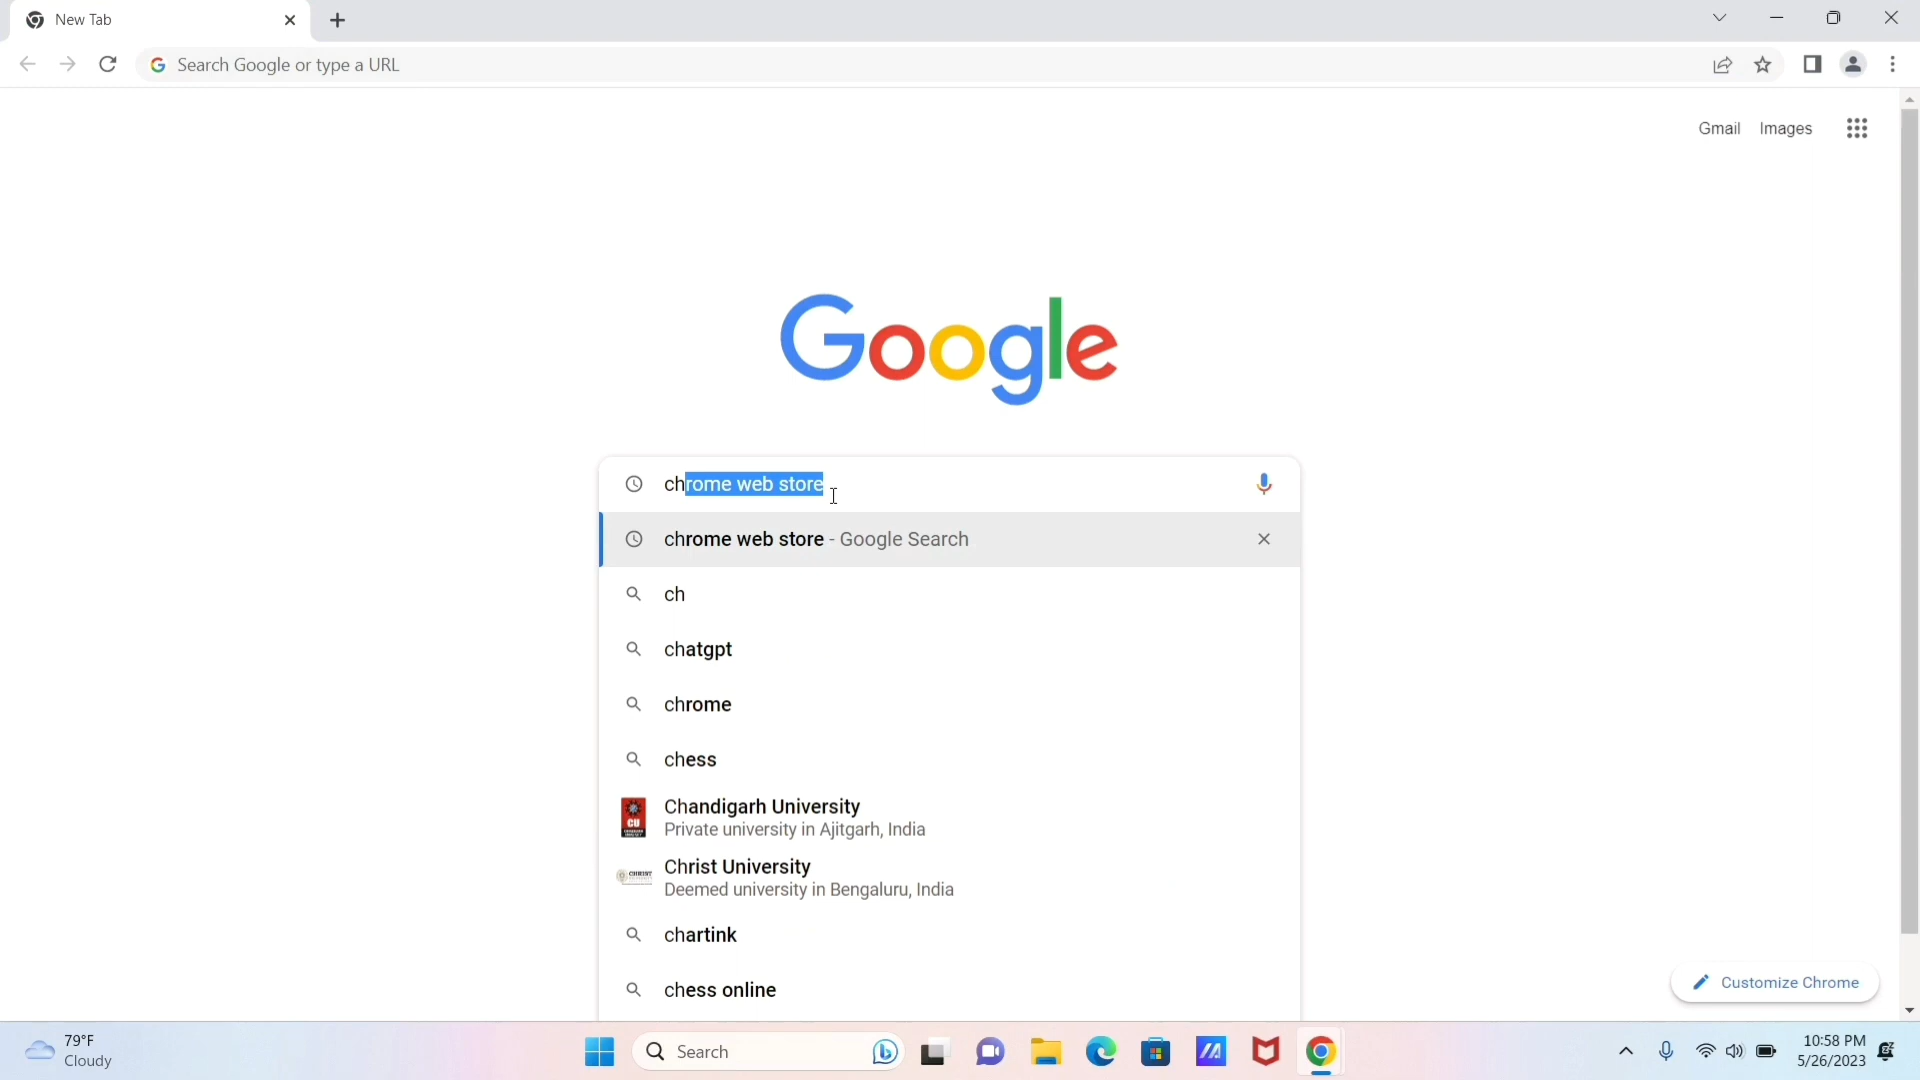 New Tab
Search Google or type a URL
Gmail Images
Google
chrome web store
chrome web store - Google Search
ch
chatgpt
chrome
chess
CU
Chandigarh University
Private university in Ajitgarh, India
CHRIST
Christ University
Deemed university in Bengaluru, India
chartink
chess online
Customize Chrome
79°F
Cloudy
Search
10:58 PM
5/26/2023